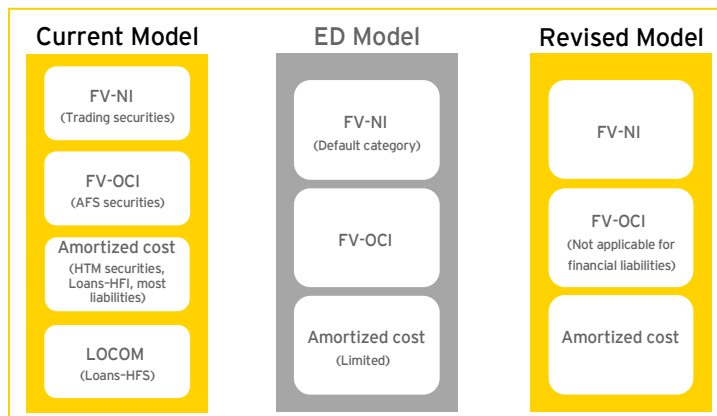 Current Model
FV-NI
(Trading securities)
FV-OCI
(AFS securities)
Amortized cost
(HTM securities,
Loans-HFI, most
liabilities)
LOCOM
(Loans-HFS)
ED Model
FV-NI
(Default category)
FV-OCI
Amortized cost
(Limited)
Revised Model
FV-NI
FV-OCI
(Not applicable for
financial liabilities)
Amortized cost